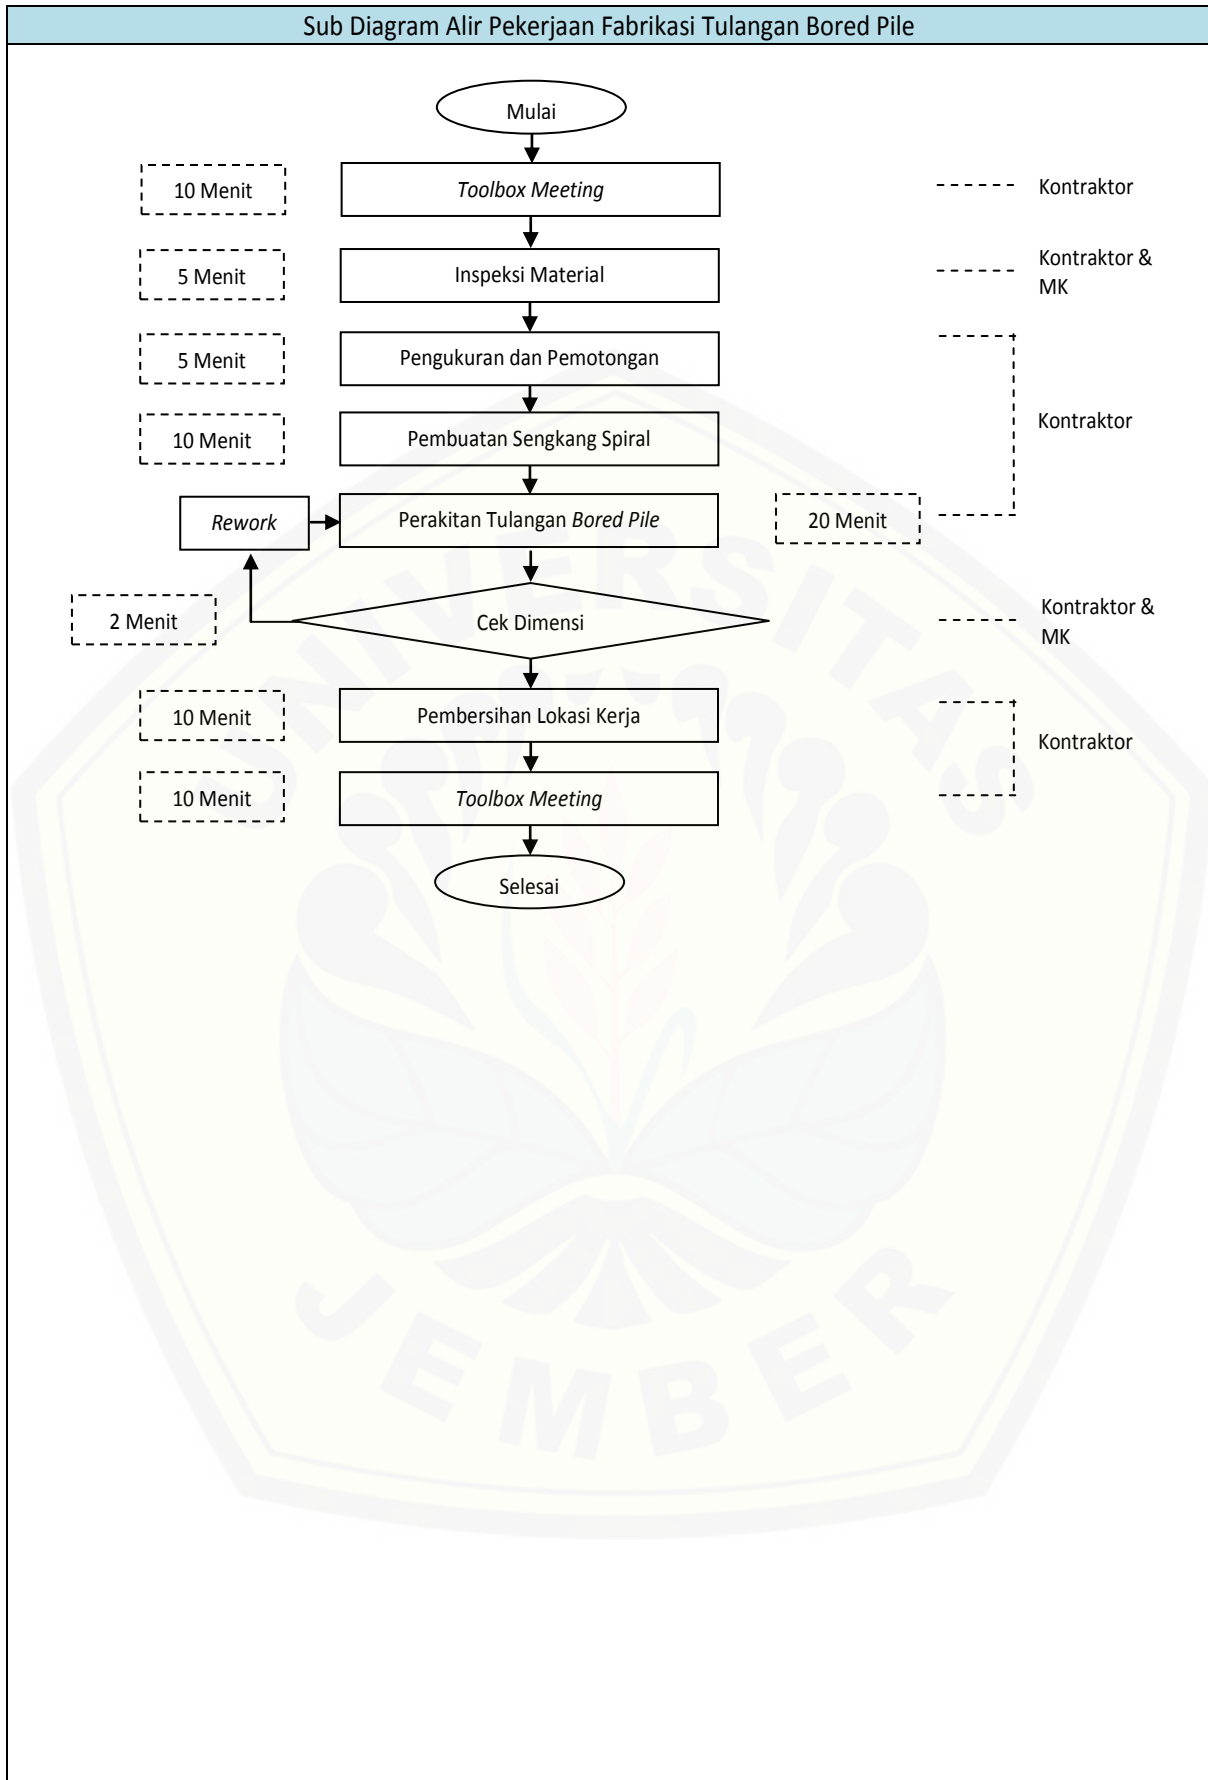 Sub Diagram Alir Pekerjaan Fabrikasi Tulangan Bored Pile
Mulai
10 Menit
Toolbox Meeting
Kontraktor
5 Menit
Inspeksi Material
Kontraktor &
MK
5 Menit
Pengukuran dan Pemotongan
10 Menit
Pembuatan Sengkang Spiral
Kontraktor
Rework
Perakitan Tulangan Bored Pile
20 Menit
2 Menit
Cek Dimensi
Kontraktor &
MK
10 Menit
Pembersihan Lokasi Kerja
Kontraktor
10 Menit
Toolbox Meeting
Selesai
UNIVERSITAS
JEMBER